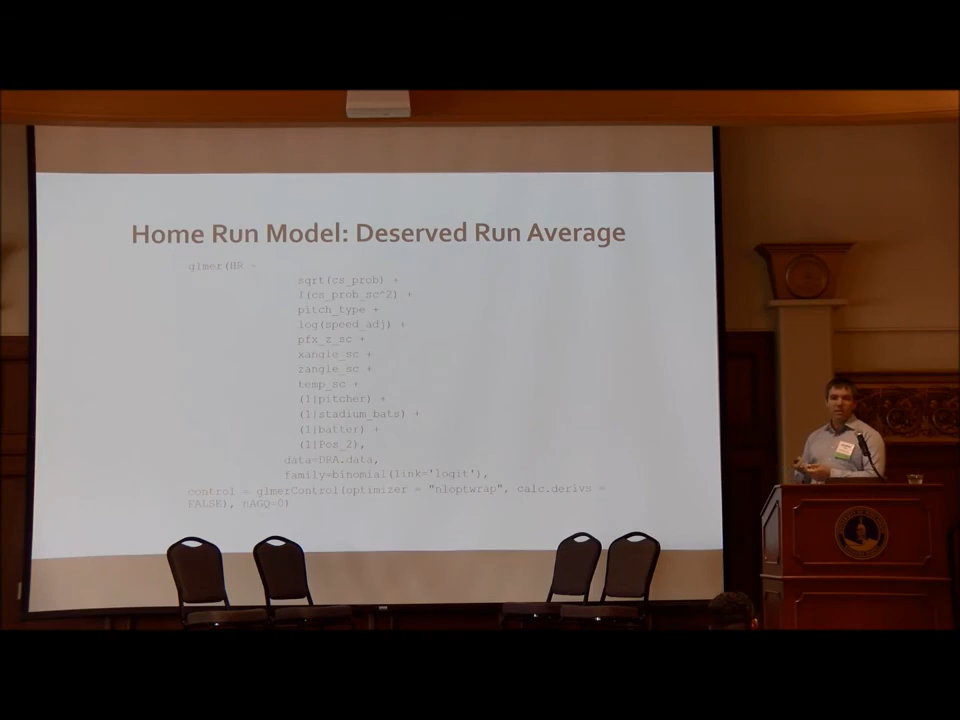 Home Run Model: Deserved Run Average
glmer(HR ~
sqrt(cs_prob) +
I(cs_prob_sc^2) +
pitch_type +
log(speed_adj) +
pfx_z_sc +
xangle_sc +
zangle_sc +
temp_sc +
(1|pitcher) +
(1|stadium_bats) +
(1|batter) +
(1|Pos_2),
data=DRA.data,
family=binomial(link='logit'),
control = glmerControl(optimizer = "nloptwrap", calc.derivs =
FALSE), nAGQ=0)